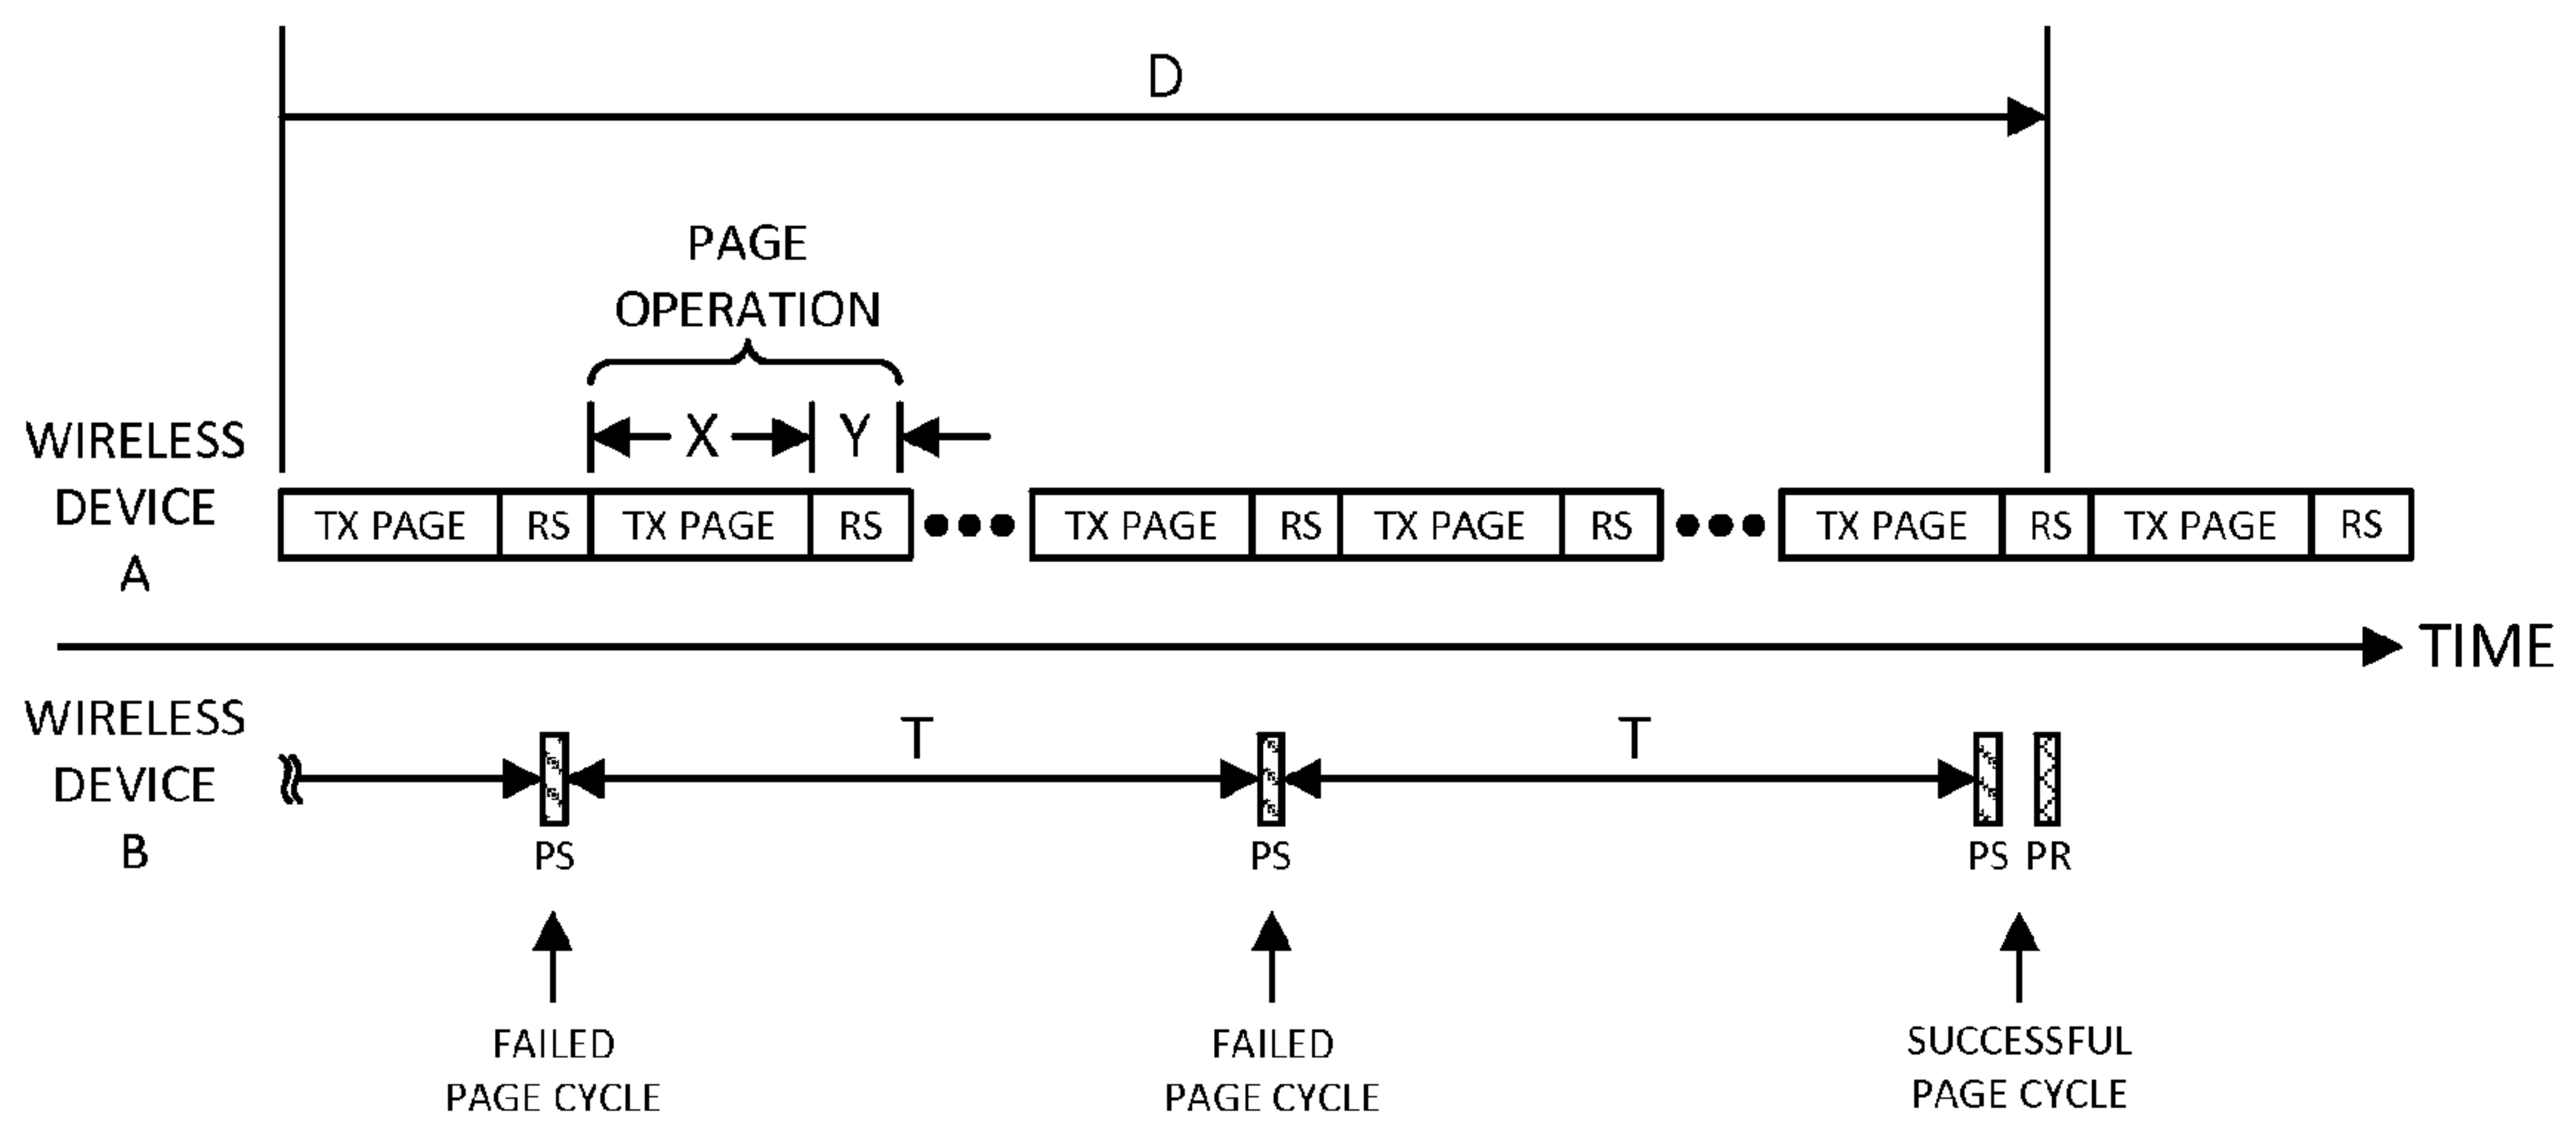 D
PAGE
OPERATION
X Y
WIRELESS
DEVICE
A
TX PAGE RS TX PAGE RS TX PAGE RS TX PAGE RS TX PAGE RS TX PAGE RS
TIME
WIRELESS
DEVICE
B
T T
PS PS PS PR
FAILED
PAGE CYCLE
FAILED
PAGE CYCLE
SUCCESSFUL
PAGE CYCLE